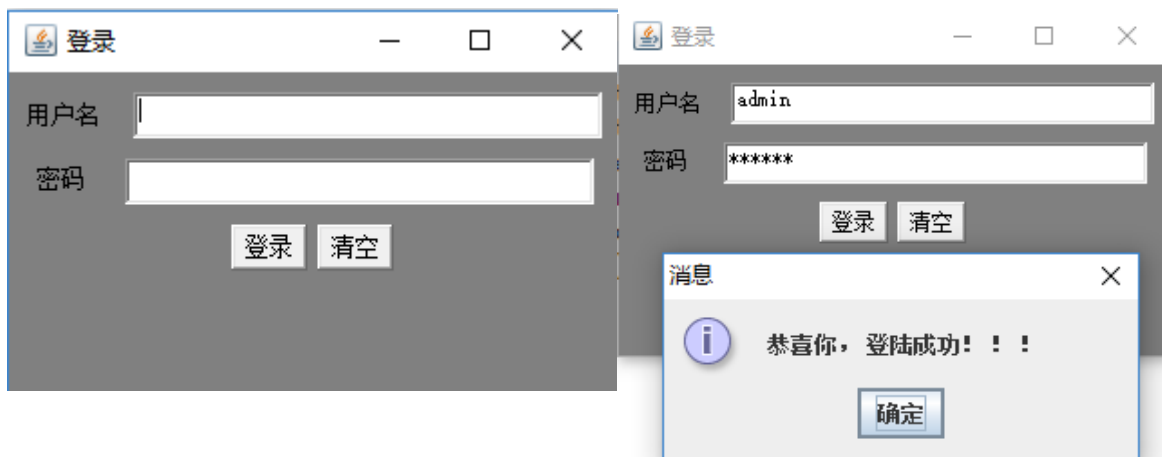 登录
用户名
密码
登录 清空
登录
用户名 admin
密码 ******
登录 清空
消息
恭喜你，登陆成功！！！
确定